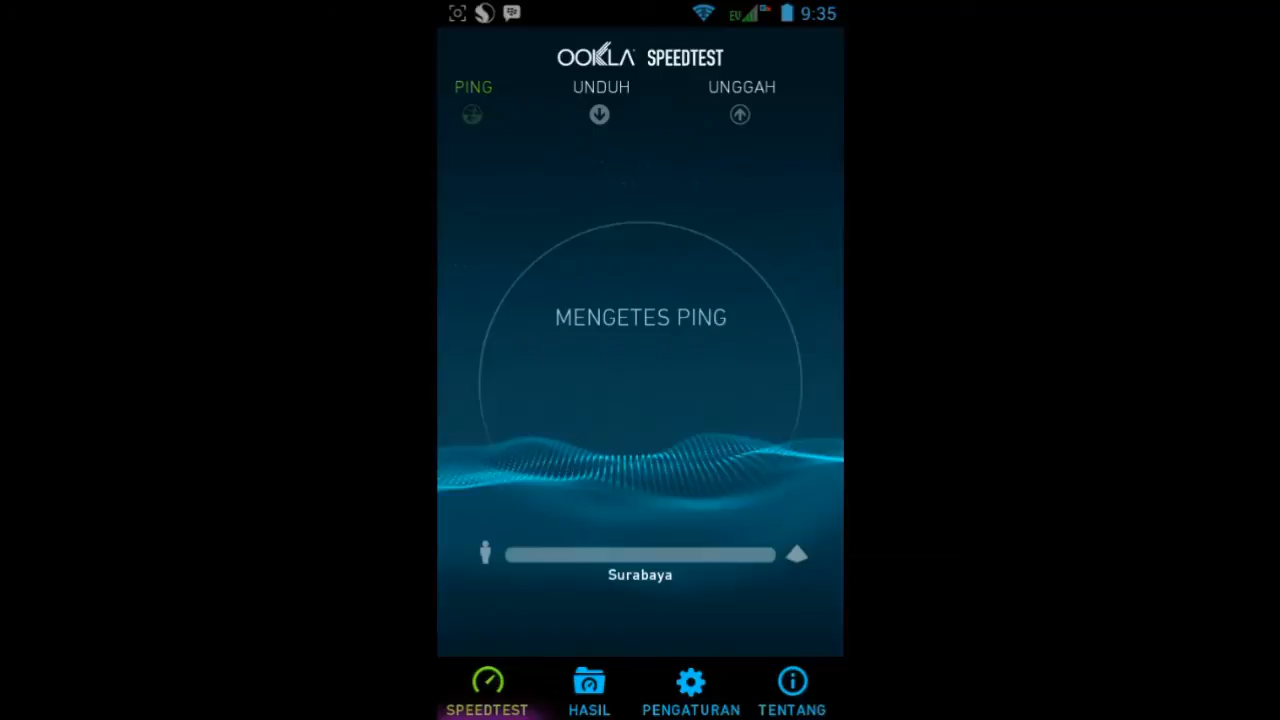 9:35
OOKLA SPEEDTEST
PING UNDUH UNGGAH
MENGETES PING
Surabaya
SPEEDTEST HASIL PENGATURAN TENTANG